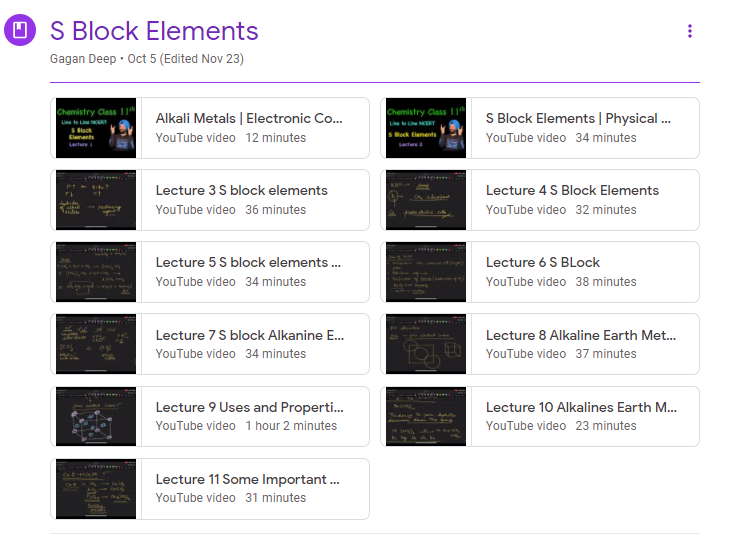 S Block Elements
Gagan Deep • Oct 5 (Edited Nov 23)
Chemistry Class 11th
Line to Line NCERT
S Block
Elements
Lecture 1
Alkali Metals | Electronic Co...
YouTube video 12 minutes
Chemistry Class 11th
Line to Line NCERT
S Block Elements
Lecture 2
S Block Elements | Physical ...
YouTube video 34 minutes
Lecture 3 S block elements
YouTube video 36 minutes
Lecture 4 S Block Elements
YouTube video 32 minutes
Lecture 5 S block elements ...
YouTube video 34 minutes
Lecture 6 S BLock
YouTube video 38 minutes
Lecture 7 S block Alkanine E...
YouTube video 34 minutes
Lecture 8 Alkaline Earth Met...
YouTube video 37 minutes
Lecture 9 Uses and Properti...
YouTube video 1 hour 2 minutes
Lecture 10 Alkalines Earth M...
YouTube video 23 minutes
Lecture 11 Some Important ...
YouTube video 31 minutes